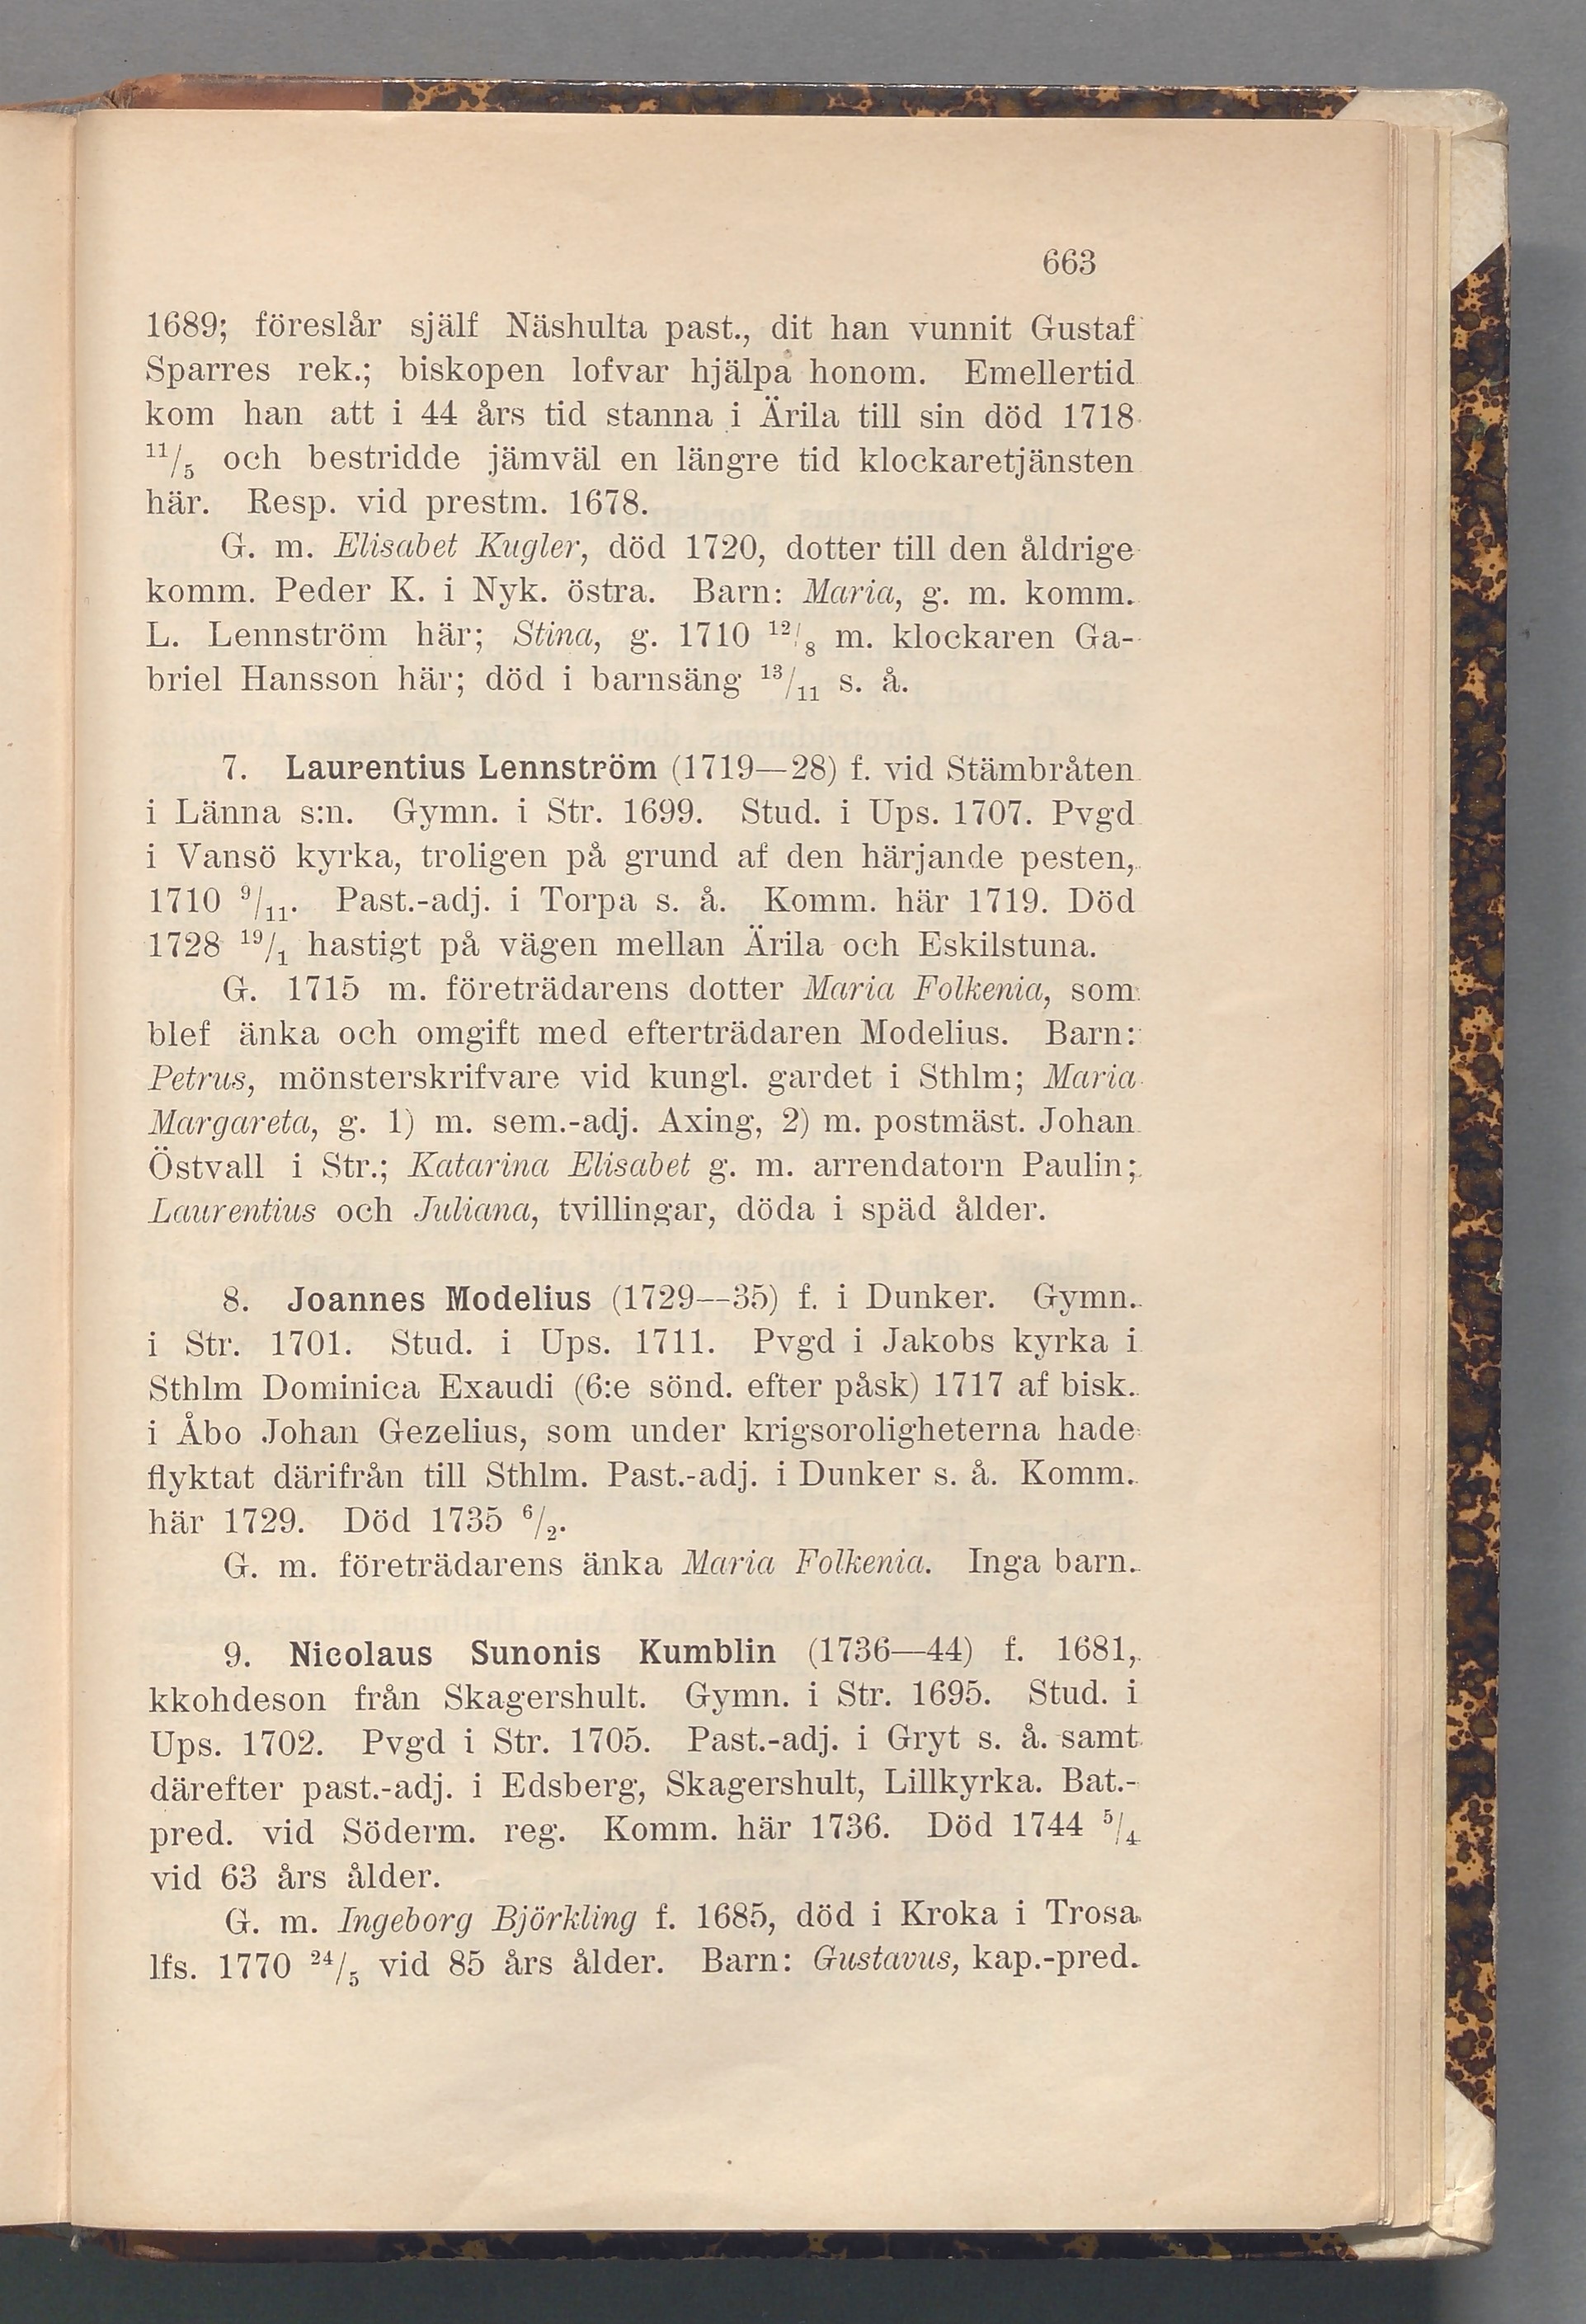 663
1689; föreslår själf Näshulta past., dit han vunnit Gustaf
Sparres rek.; biskopen lofvar hjälpa honom. Emellertid
kom han att i 44 års tid stanna i Ärila till sin död 1718
¹¹/₅ och bestridde jämväl en längre tid klockaretjänsten
här. Resp. vid prestm. 1678.
G. m. Elisabet Kugler, död 1720, dotter till den åldrige
komm. Peder K. i Nyk. östra. Barn: Maria, g. m. komm.
L. Lennström här; Stina, g. 1710 ¹²/₈ m. klockaren Ga-
briel Hansson här; död i barnsäng ¹³/₁₁ s. å.
7. Laurentius Lennström (1719—28) f. vid Stämbråten
i Länna s:n. Gymn. i Str. 1699. Stud. i Ups. 1707. Pvgd
i Vansö kyrka, troligen på grund af den härjande pesten,
1710 ⁹/₁₁. Past.-adj. i Torpa s. å. Komm. här 1719. Död
1728 ¹⁹/₁ hastigt på vägen mellan Ärila och Eskilstuna.
G. 1715 m. företrädarens dotter Maria Folkenia, som
blef änka och omgift med efterträdaren Modelius. Barn:
Petrus, mönsterskrifvare vid kungl. gardet i Sthlm; Maria
Margareta, g. 1) m. sem.-adj. Axing, 2) m. postmäst. Johan
Östvall i Str.; Katarina Elisabet g. m. arrendatorn Paulin;
Laurentius och Juliana, tvillingar, döda i späd ålder.
8. Joannes Modelius (1729—35) f. i Dunker. Gymn.
i Str. 1701. Stud. i Ups. 1711. Pvgd i Jakobs kyrka i
Sthlm Dominica Exaudi (6:e sönd. efter påsk) 1717 af bisk.
i Åbo Johan Gezelius, som under krigsoroligheterna hade
flyktat därifrån till Sthlm. Past.-adj. i Dunker s. å. Komm.
här 1729. Död 1735 ⁶/₂.
G. m. företrädarens änka Maria Folkenia. Inga barn.
9. Nicolaus Sunonis Kumblin (1736—44) f. 1681,
kkohdeson från Skagershult. Gymn. i Str. 1695. Stud. i
Ups. 1702. Pvgd i Str. 1705. Past.-adj. i Gryt s. å. samt
därefter past.-adj. i Edsberg, Skagershult, Lillkyrka. Bat.-
pred. vid Söderm. reg. Komm. här 1736. Död 1744 ⁵/₄
vid 63 års ålder.
G. m. Ingeborg Björkling f. 1685, död i Kroka i Trosa
lfs. 1770 ²⁴/₅ vid 85 års ålder. Barn: Gustavus, kap.-pred.